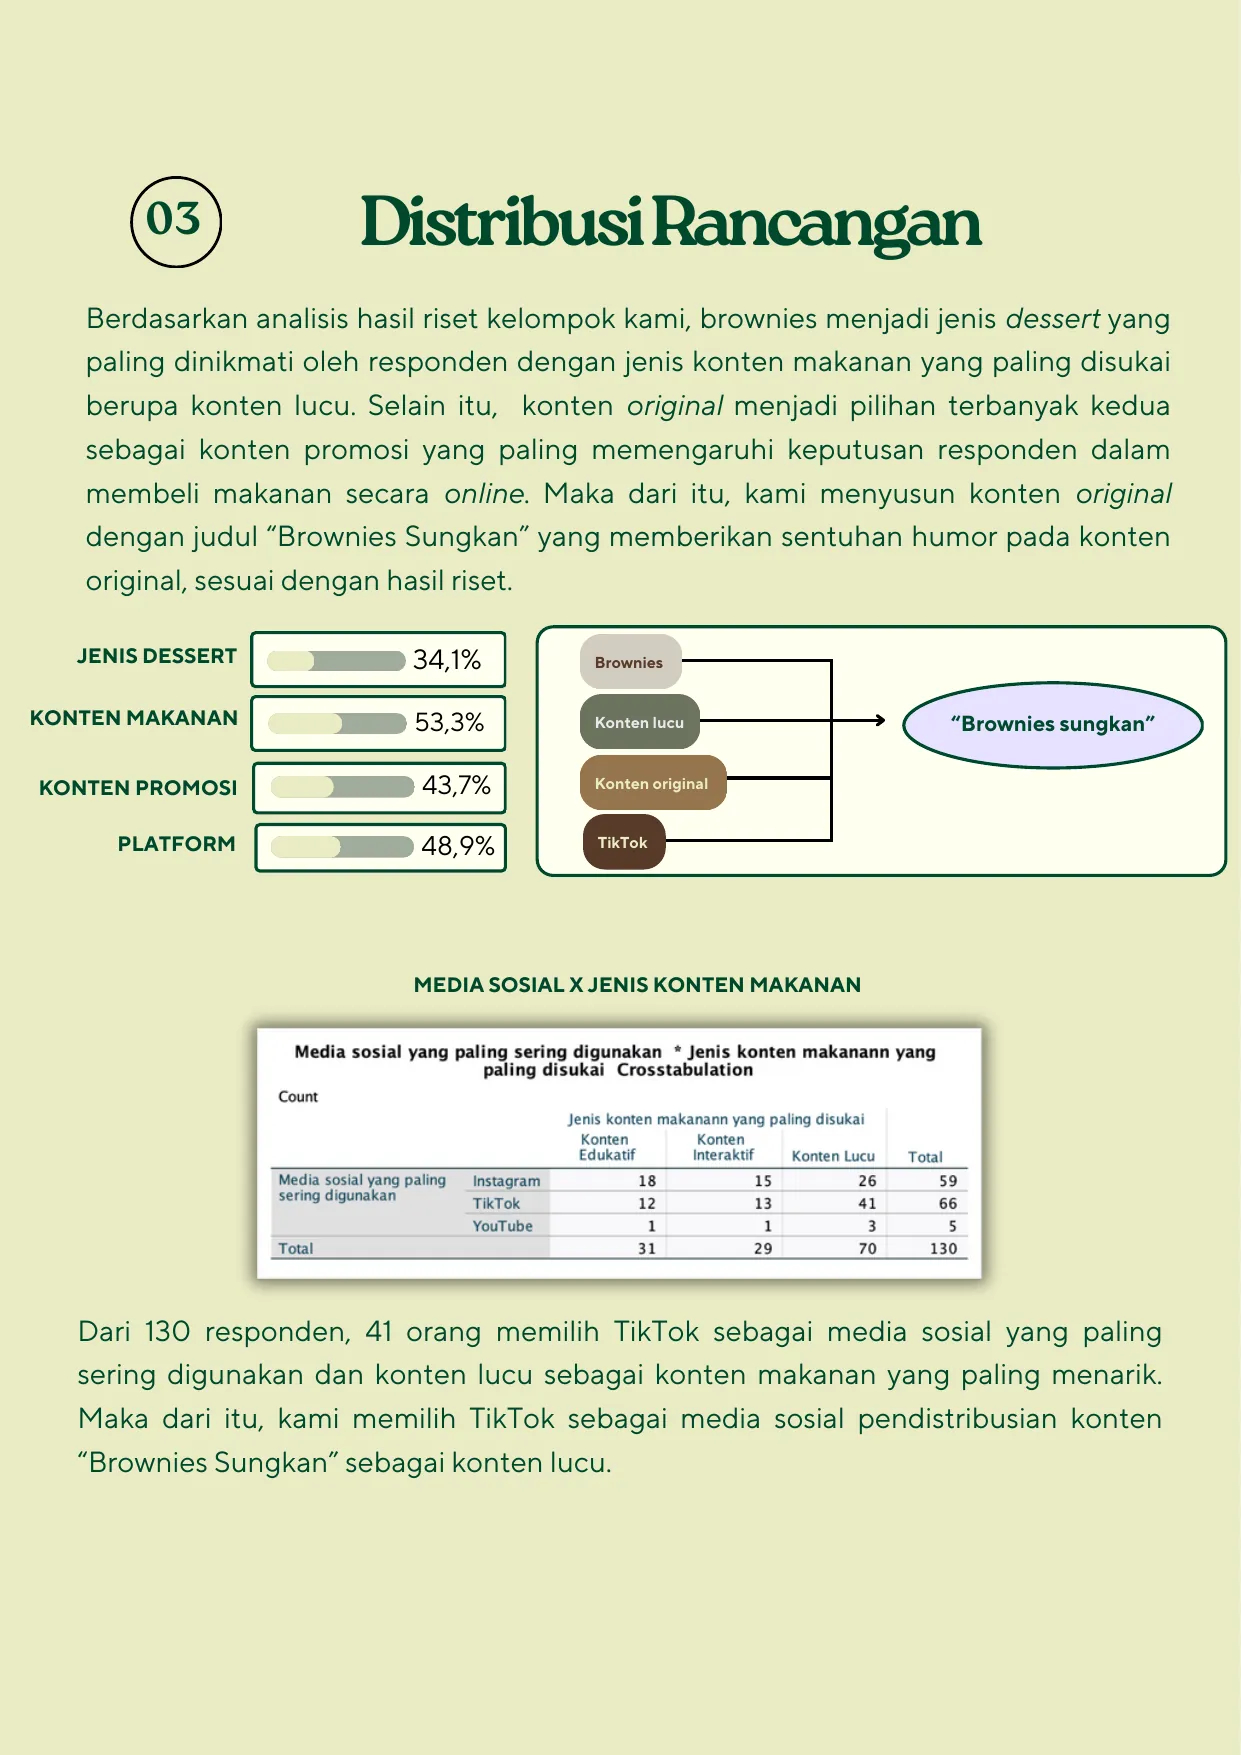 03
Distribusi Rancangan
Berdasarkan analisis hasil riset kelompok kami, brownies menjadi jenis dessert yang
paling dinikmati oleh responden dengan jenis konten makanan yang paling disukai
berupa konten lucu. Selain itu, konten original menjadi pilihan terbanyak kedua
sebagai konten promosi yang paling memengaruhi keputusan responden dalam
membeli makanan secara online. Maka dari itu, kami menyusun konten original
dengan judul “Brownies Sungkan” yang memberikan sentuhan humor pada konten
original, sesuai dengan hasil riset.
JENIS DESSERT 34,1%
KONTEN MAKANAN 53,3%
KONTEN PROMOSI 43,7%
PLATFORM 48,9%
Brownies
Konten lucu
Konten original
TikTok
“Brownies sungkan”
MEDIA SOSIAL X JENIS KONTEN MAKANAN
Media sosial yang paling sering digunakan * Jenis konten makanann yang
paling disukai Crosstabulation
Count
Jenis konten makanann yang paling disukai
Konten Edukatif Konten Interaktif Konten Lucu Total
Media sosial yang paling sering digunakan Instagram 18 15 26 59
TikTok 12 13 41 66
YouTube 1 1 3 5
Total 31 29 70 130
Dari 130 responden, 41 orang memilih TikTok sebagai media sosial yang paling
sering digunakan dan konten lucu sebagai konten makanan yang paling menarik.
Maka dari itu, kami memilih TikTok sebagai media sosial pendistribusian konten
“Brownies Sungkan” sebagai konten lucu.